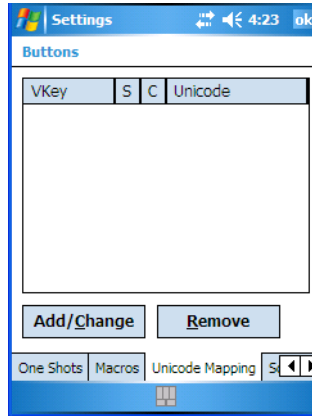 Settings 4:23 ok
Buttons
VKey S C Unicode
Add/Change Remove
One Shots Macros Unicode Mapping